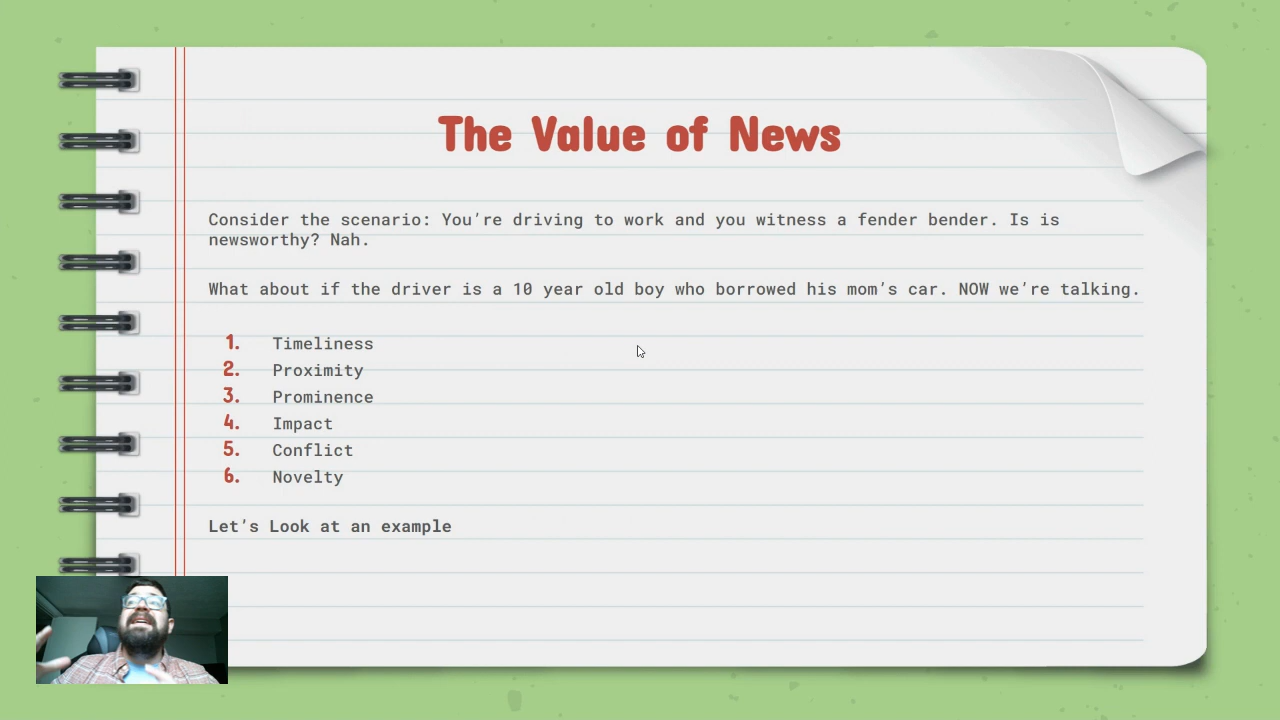 The Value of News
Consider the scenario: You're driving to work and you witness a fender bender. Is is
newsworthy? Nah.
What about if the driver is a 10 year old boy who borrowed his mom's car. NOW we're talking.
1. Timeliness
2. Proximity
3. Prominence
4. Impact
5. Conflict
6. Novelty
Let's Look at an example